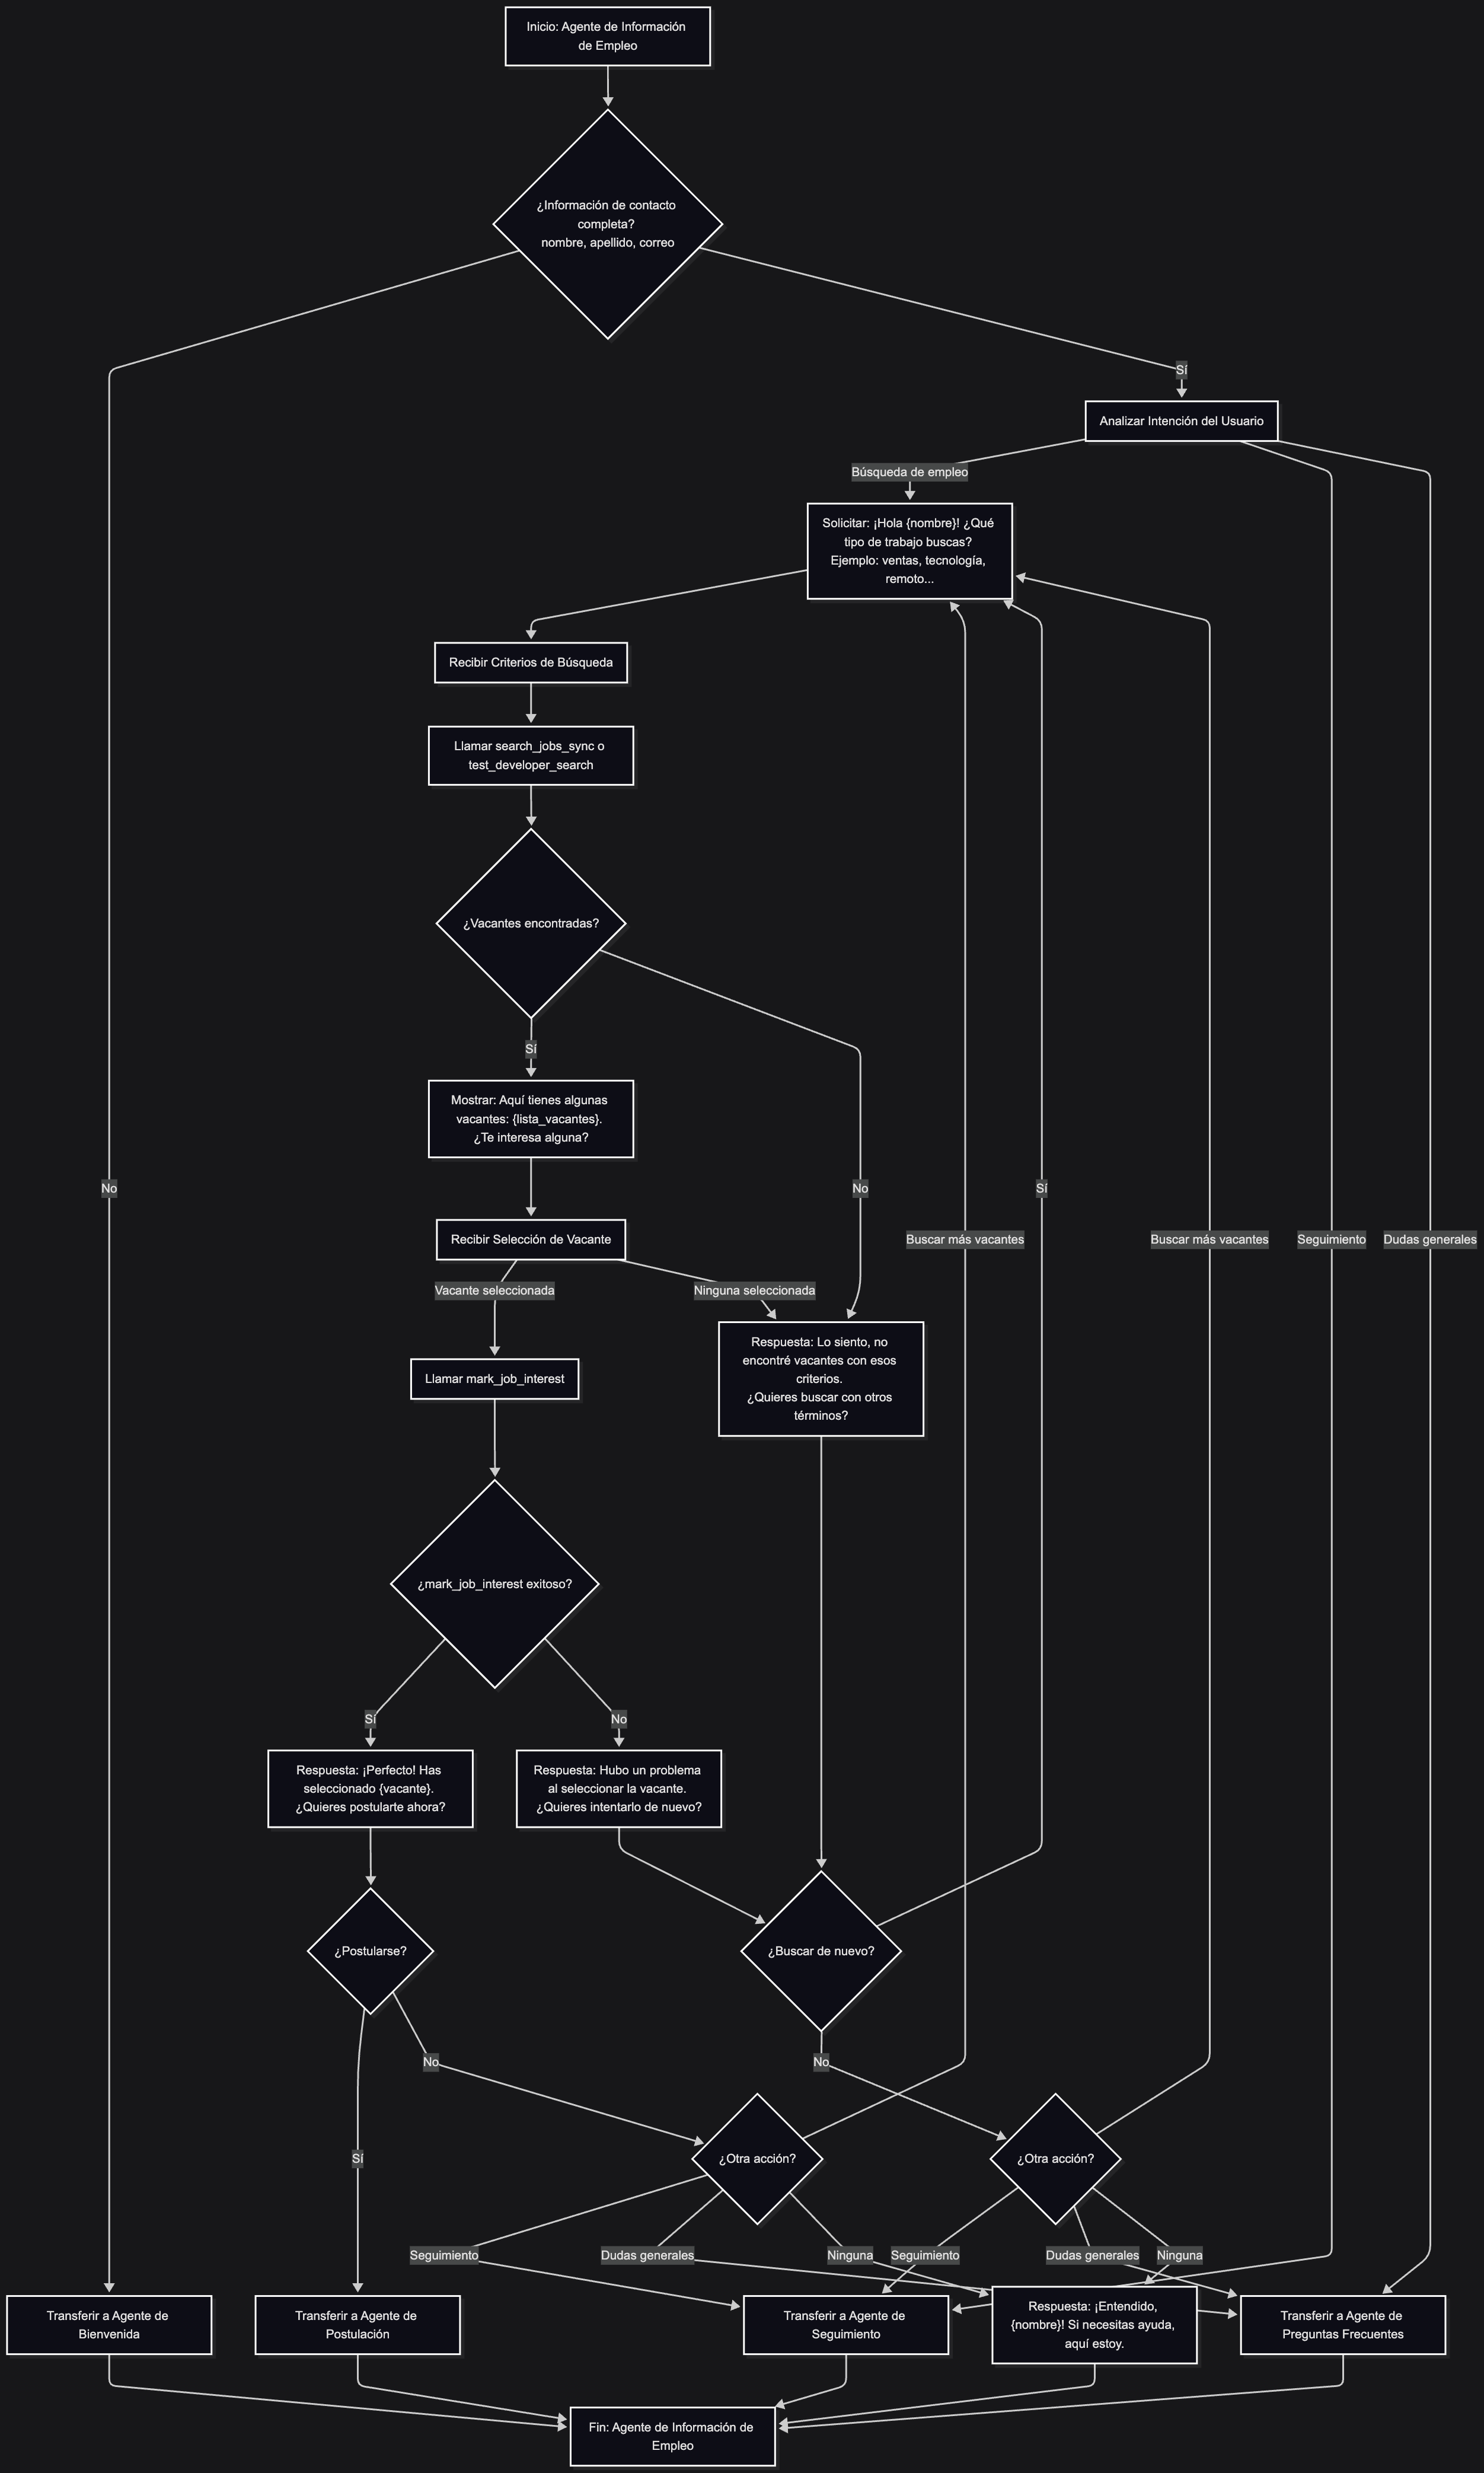 Inicio: Agente de Información
de Empleo
¿Información de contacto
completa?
nombre, apellido, correo
Sí
Analizar Intención del Usuario
Búsqueda de empleo
Solicitar: ¡Hola {nombre}! ¿Qué
tipo de trabajo buscas?
Ejemplo: ventas, tecnología,
remoto...
Recibir Criterios de Búsqueda
Llamar search_jobs_sync o
test_developer_search
¿Vacantes encontradas?
Sí
Mostrar: Aquí tienes algunas
vacantes: {lista_vacantes}.
¿Te interesa alguna?
No
No
Sí
Recibir Selección de Vacante
Buscar más vacantes
Buscar más vacantes
Seguimiento
Dudas generales
Vacante seleccionada
Ninguna seleccionada
Respuesta: Lo siento, no
encontré vacantes con esos
criterios.
¿Quieres buscar con otros
términos?
Llamar mark_job_interest
¿mark_job_interest exitoso?
Sí
No
Respuesta: ¡Perfecto! Has
seleccionado {vacante}.
¿Quieres postularte ahora?
Respuesta: Hubo un problema
al seleccionar la vacante.
¿Quieres intentarlo de nuevo?
¿Postularse?
¿Buscar de nuevo?
No
No
Sí
¿Otra acción?
¿Otra acción?
Seguimiento
Dudas generales
Ninguna
Seguimiento
Dudas generales
Ninguna
Transferir a Agente de
Bienvenida
Transferir a Agente de
Postulación
Transferir a Agente de
Seguimiento
Respuesta: ¡Entendido,
{nombre}! Si necesitas ayuda,
aquí estoy.
Transferir a Agente de
Preguntas Frecuentes
Fin: Agente de Información de
Empleo